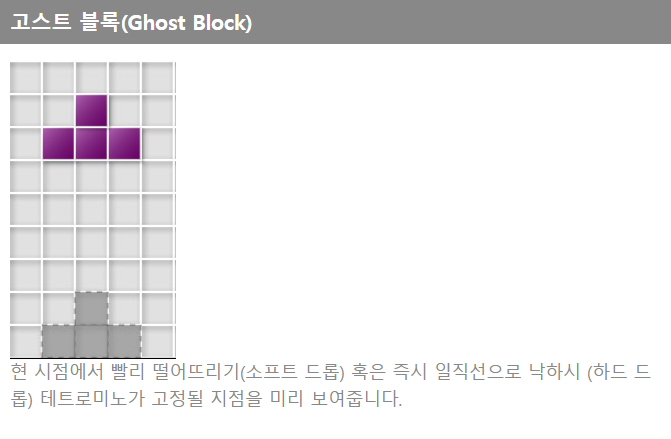 고스트 블록(Ghost Block)
현 시점에서 빨리 떨어뜨리기(소프트 드롭) 혹은 즉시 일직선으로 낙하시 (하드 드
롭) 테트로미노가 고정될 지점을 미리 보여줍니다.